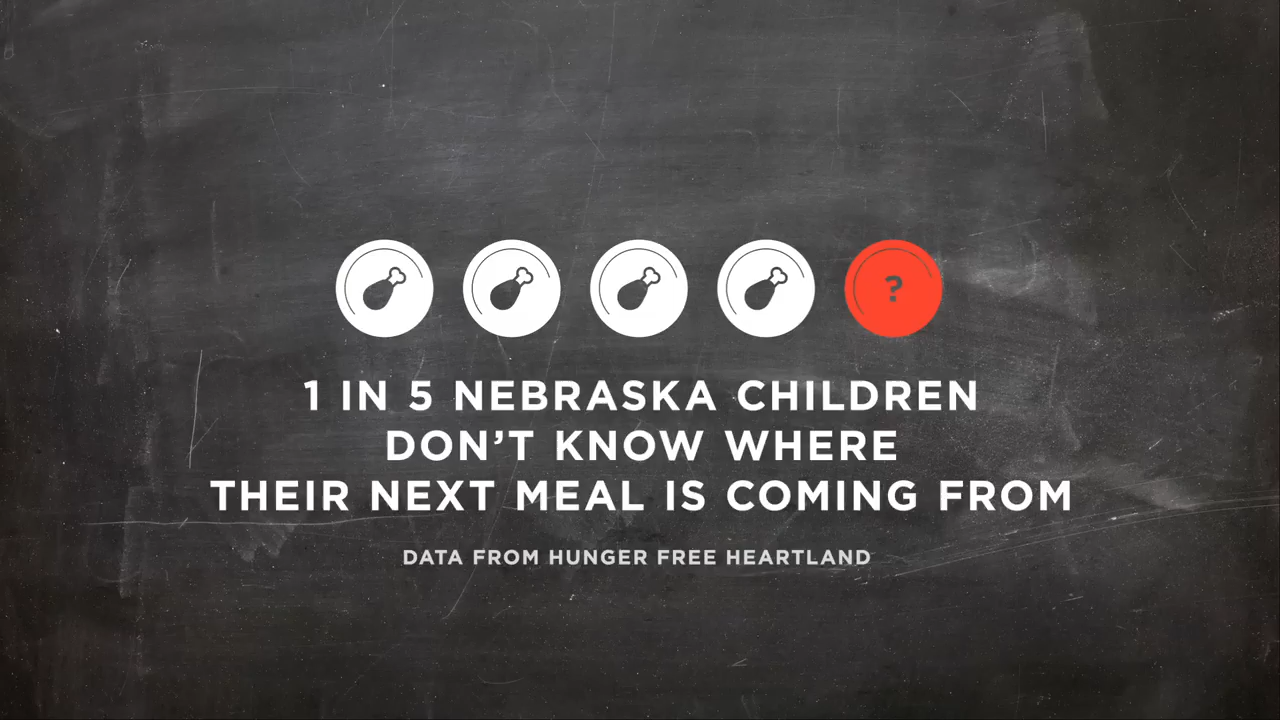 ?
1 IN 5 NEBRASKA CHILDREN
DON’T KNOW WHERE
THEIR NEXT MEAL IS COMING FROM
DATA FROM HUNGER FREE HEARTLAND